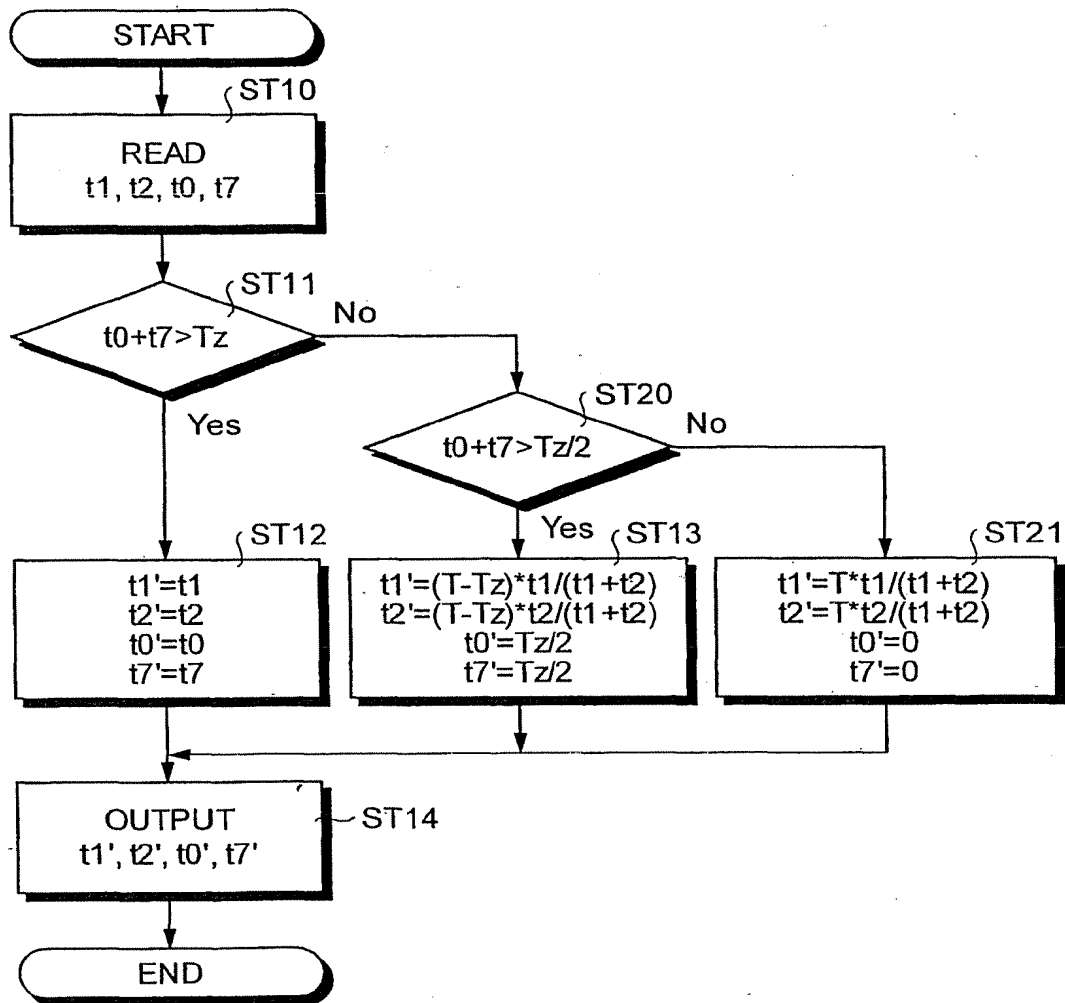 START
ST10
READ
t1, t2, t0, t7
ST11
t0+t7>Tz
No
Yes
ST20
t0+t7>Tz/2
No
Yes
ST12
t1'=t1
t2'=t2
t0'=t0
t7'=t7
ST13
t1'=(T-Tz)*t1/(t1+t2)
t2'=(T-Tz)*t2/(t1+t2)
t0'=Tz/2
t7'=Tz/2
ST21
t1'=T*t1/(t1+t2)
t2'=T*t2/(t1+t2)
t0'=0
t7'=0
OUTPUT
t1', t2', t0', t7'
ST14
END